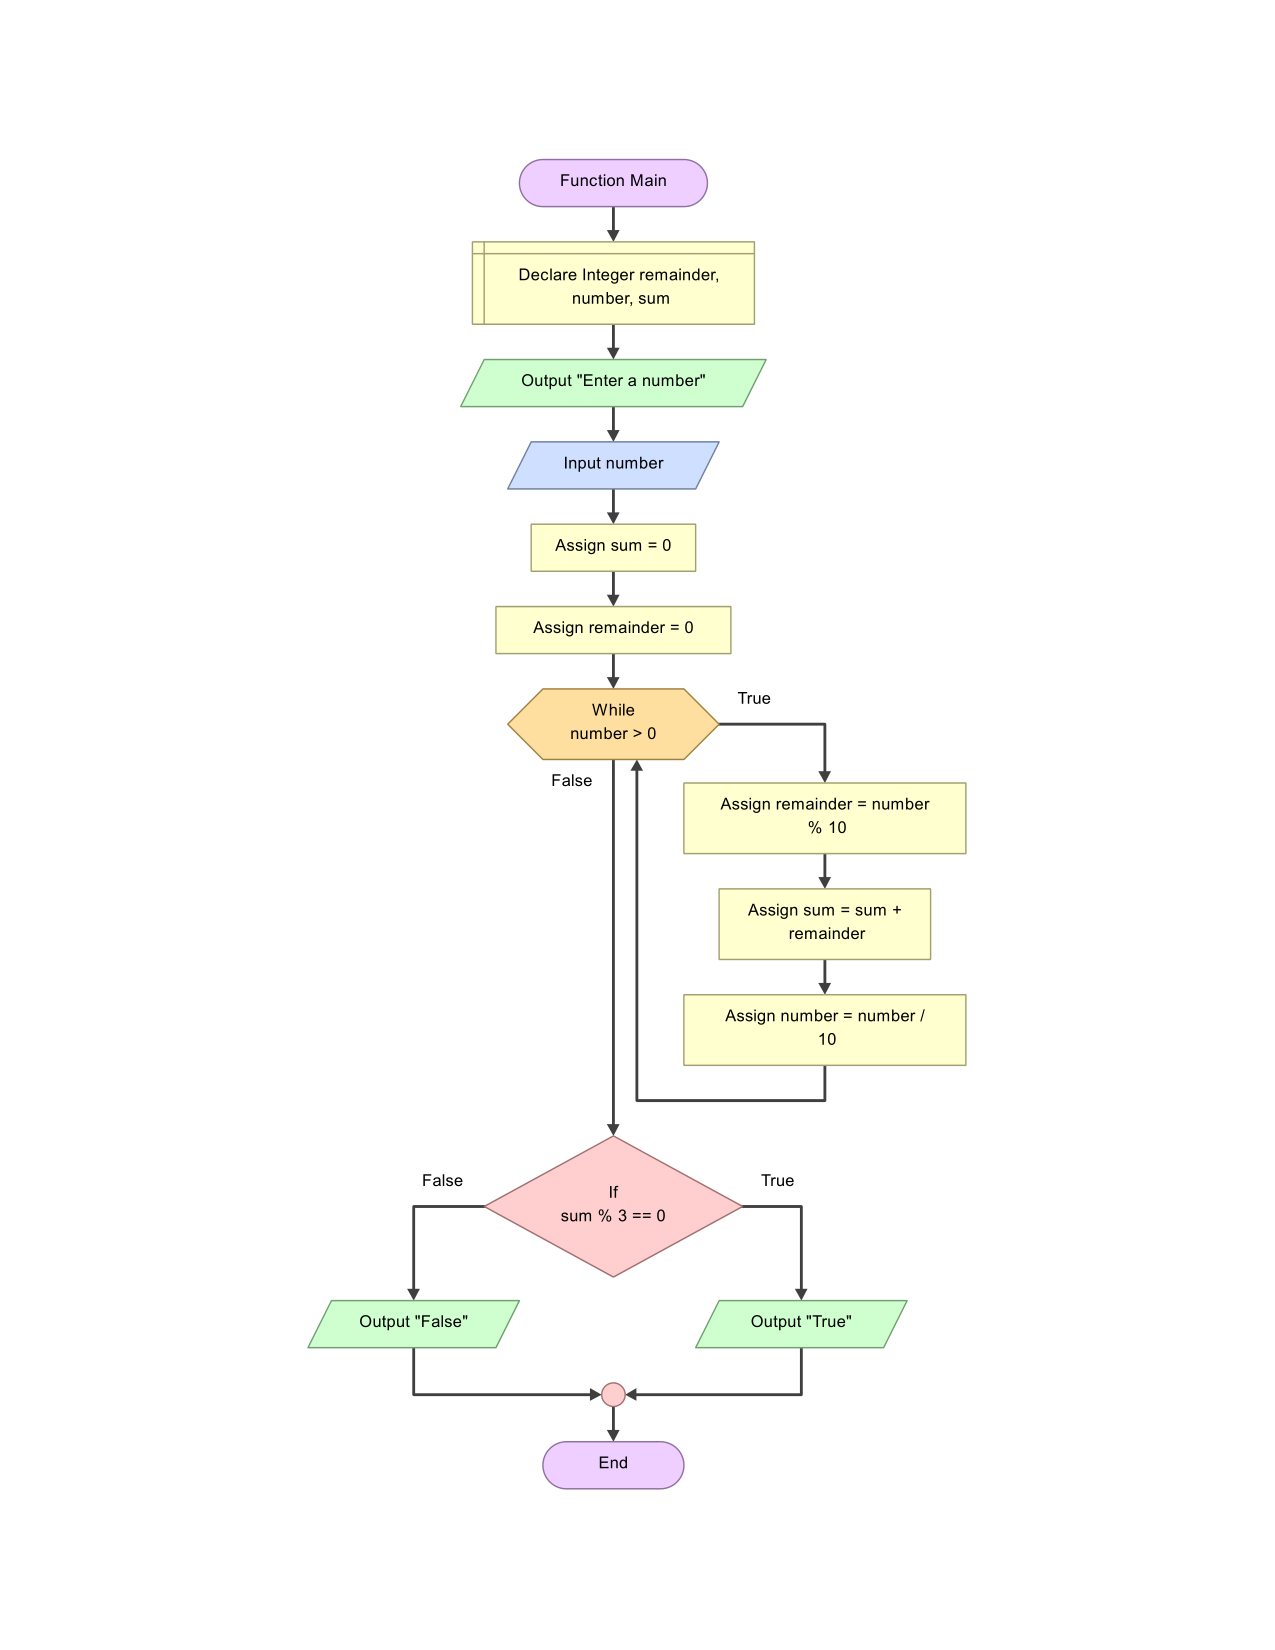 Function Main
Declare Integer remainder,
number, sum
Output "Enter a number"
Input number
Assign sum = 0
Assign remainder = 0
While
number > 0
True
False
Assign remainder = number
% 10
Assign sum = sum +
remainder
Assign number = number /
10
If
sum % 3 == 0
False
True
Output "False"
Output "True"
End